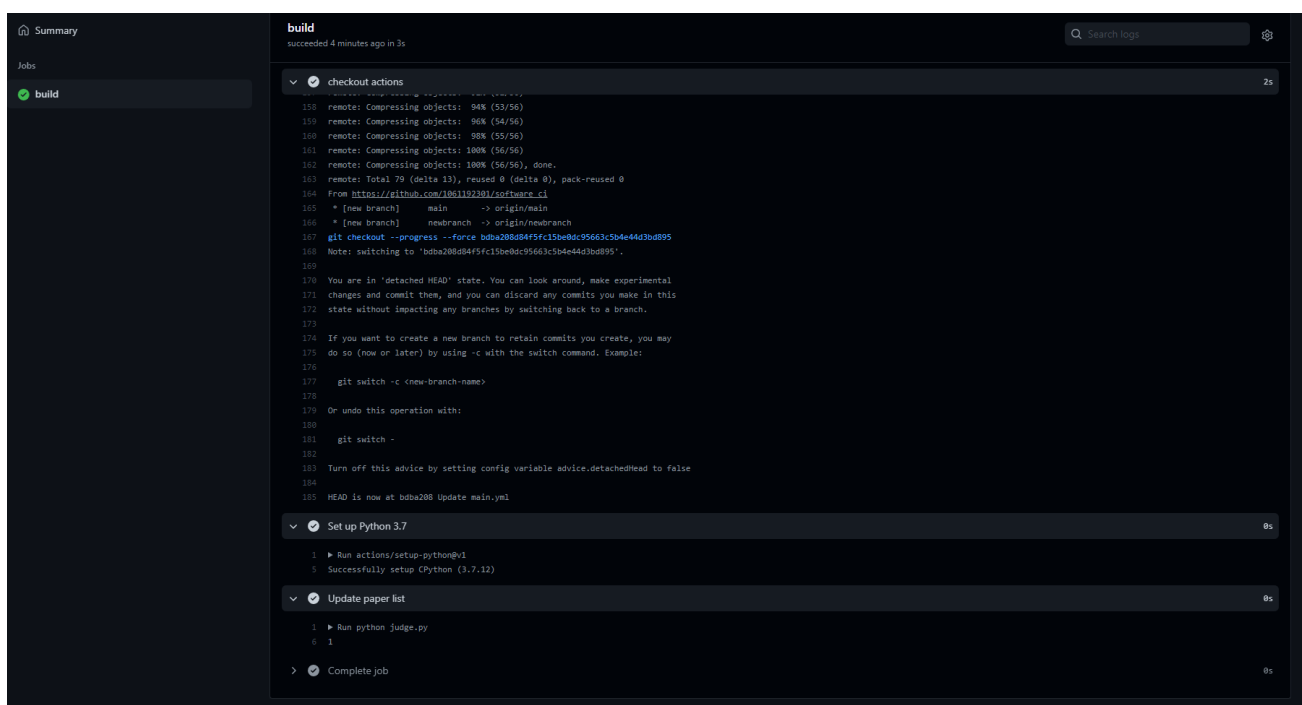 Summary
Jobs
build
build
succeeded 4 minutes ago in 3s
Search logs
checkout actions 2s
158 remote: Compressing objects: 94% (53/56)
159 remote: Compressing objects: 96% (54/56)
160 remote: Compressing objects: 98% (55/56)
161 remote: Compressing objects: 100% (56/56)
162 remote: Compressing objects: 100% (56/56), done.
163 remote: Total 79 (delta 13), reused 0 (delta 0), pack-reused 0
164 From https://github.com/1061192301/software_ci
165 * [new branch] main -> origin/main
166 * [new branch] newbranch -> origin/newbranch
167 git checkout --progress --force bdba208d84f5fc15be0dc95663c5b4e44d3bd895
168 Note: switching to 'bdba208d84f5fc15be0dc95663c5b4e44d3bd895'.
169
170 You are in 'detached HEAD' state. You can look around, make experimental
171 changes and commit them, and you can discard any commits you make in this
172 state without impacting any branches by switching back to a branch.
173
174 If you want to create a new branch to retain commits you create, you may
175 do so (now or later) by using -c with the switch command. Example:
176
177 git switch -c <new-branch-name>
178
179 Or undo this operation with:
180
181 git switch -
182
183 Turn off this advice by setting config variable advice.detachedHead to false
184
185 HEAD is now at bdba208 Update main.yml
Set up Python 3.7 0s
1 ▶ Run actions/setup-python@v1
5 Successfully setup CPython (3.7.12)
Update paper list 0s
1 ▶ Run python judge.py
6 1
Complete job 0s